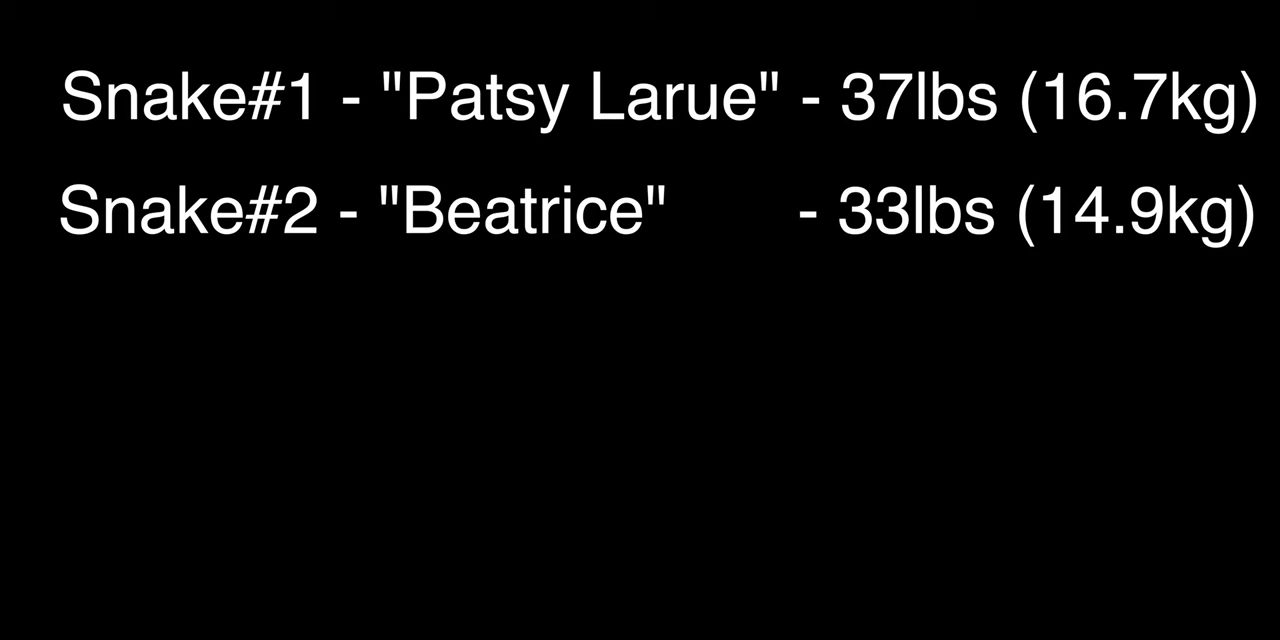 Snake#1 - "Patsy Larue" - 37lbs (16.7kg)
Snake#2 - "Beatrice" - 33lbs (14.9kg)